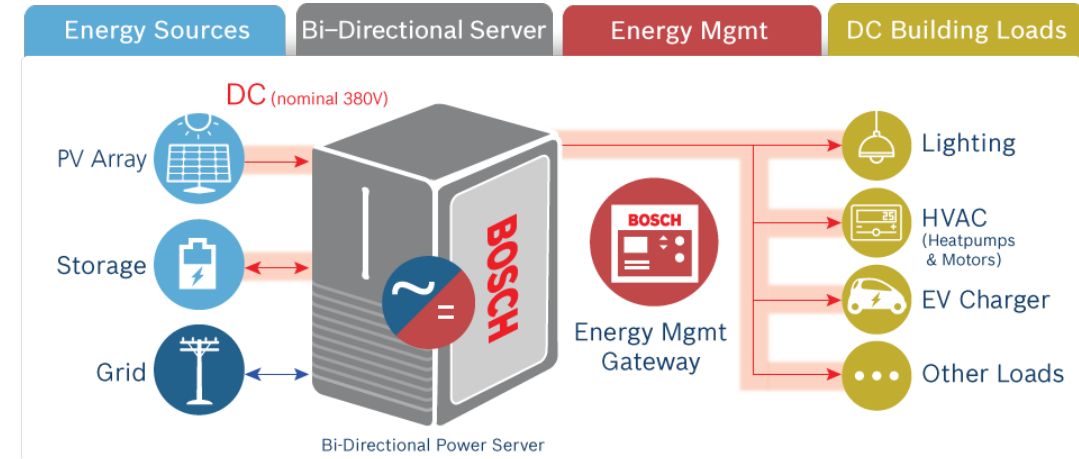 Energy Sources
Bi–Directional Server
Energy Mgmt
DC Building Loads
DC (nominal 380V)
PV Array
Storage
Grid
BOSCH
Bi-Directional Power Server
BOSCH
Energy Mgmt
Gateway
Lighting
25
HVAC
(Heatpumps
& Motors)
EV Charger
Other Loads